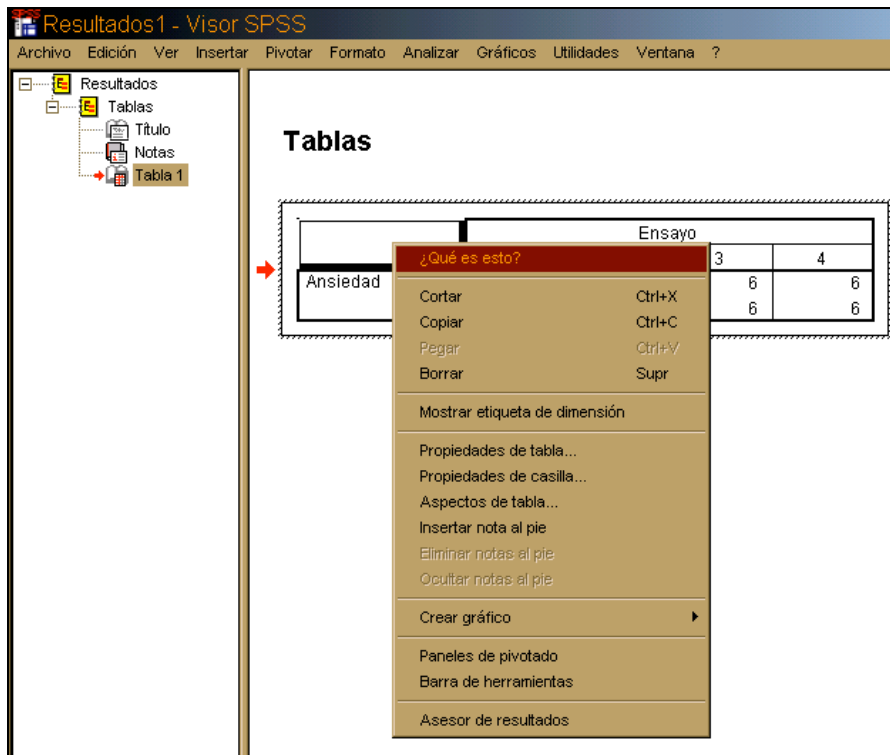 Resultados1 - Visor SPSS
Archivo Edición Ver Insertar Pivotar Formato Analizar Gráficos Utilidades Ventana ?
Resultados
Tablas
Título
Notas
Tabla 1
Tablas
Ensayo
3 4
Ansiedad 6 6
6 6
¿Qué es esto?
Cortar Ctrl+X
Copiar Ctrl+C
Pegar Ctrl+V
Borrar Supr
Mostrar etiqueta de dimensión
Propiedades de tabla...
Propiedades de casilla...
Aspectos de tabla...
Insertar nota al pie
Eliminar notas al pie
Ocultar notas al pie
Crear gráfico
Paneles de pivotado
Barra de herramientas
Asesor de resultados